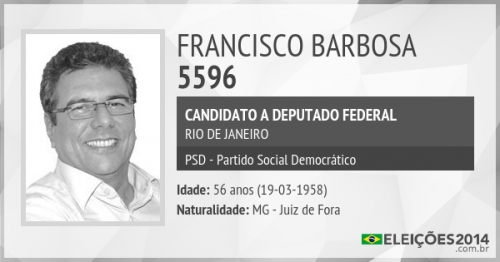 FRANCISCO BARBOSA
5596
CANDIDATO A DEPUTADO FEDERAL
RIO DE JANEIRO
PSD - Partido Social Democrático
Idade: 56 anos (19-03-1958)
Naturalidade: MG - Juiz de Fora
ELEIÇÕES2014
.com.br